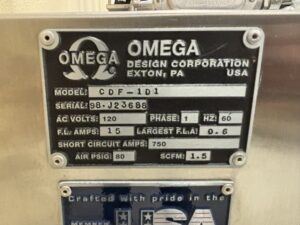 OMEGA
OMEGA
DESIGN CORPORATION
EXTON, PA USA
MODEL: CDF-1D1
SERIAL: 98-J23686
AC VOLTS: 120 PHASE: 1 HZ: 60
F.L. AMPS: 15 LARGEST F.L.A: 0.6
SHORT CIRCUIT AMPS: 750
AIR PSIG: 80 SCFM: 1.5
Crafted with pride in the
USA